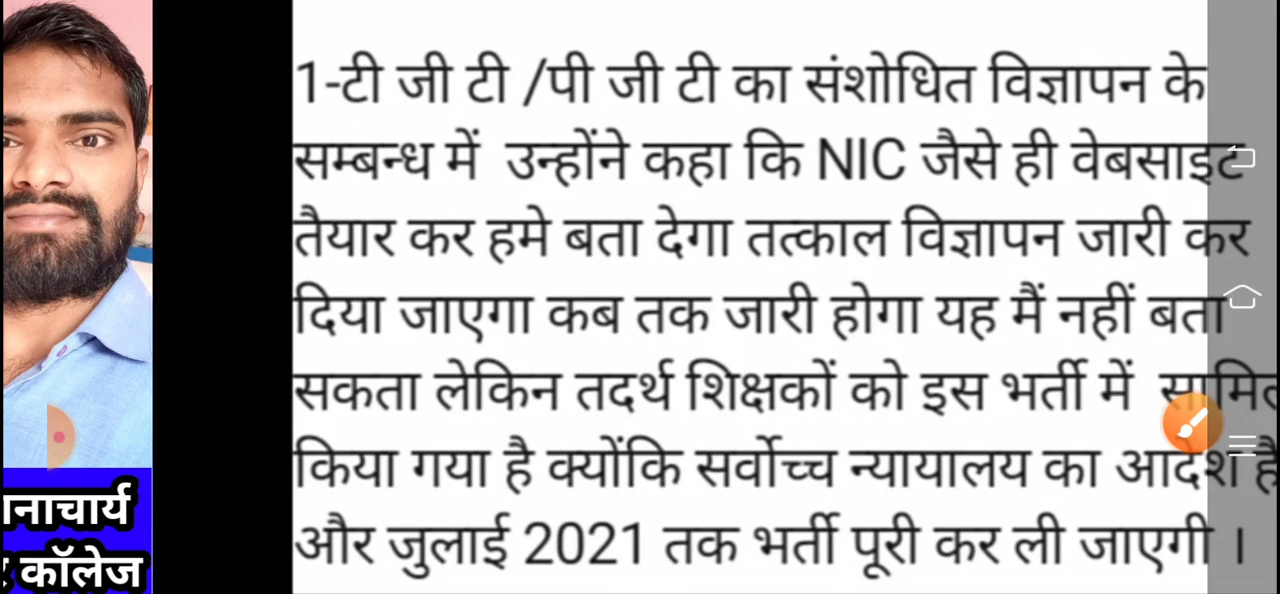 1-टी जी टी /पी जी टी का संशोधित विज्ञापन के
सम्बन्ध में उन्होंने कहा कि NIC जैसे ही वेबसाइट
तैयार कर हमे बता देगा तत्काल विज्ञापन जारी कर
दिया जाएगा कब तक जारी होगा यह मैं नहीं बता
सकता लेकिन तदर्थ शिक्षकों को इस भर्ती में
किया गया है क्योंकि सर्वोच्च न्यायालय का आदेश है
और जुलाई 2021 तक भर्ती पूरी कर ली जाएगी ।
कॉलेज